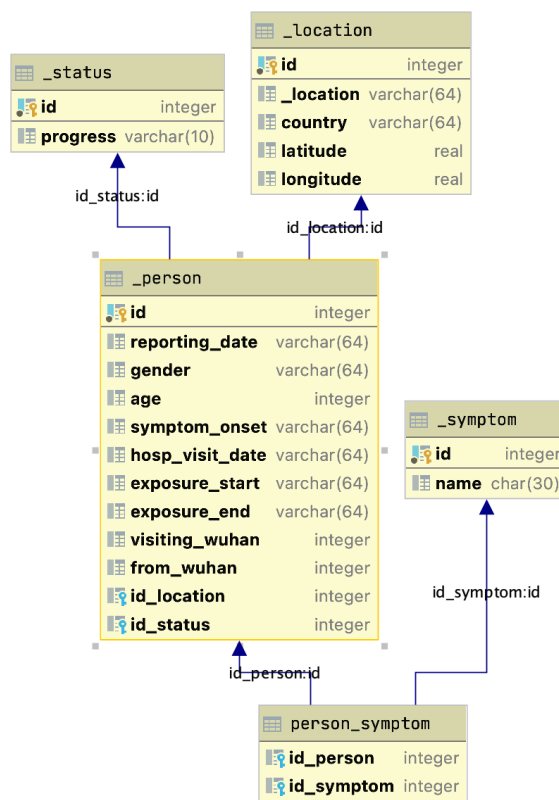 _location
id integer
_location varchar(64)
country varchar(64)
latitude real
longitude real
_status
id integer
progress varchar(10)
id_status:id
id_location:id
_person
id integer
reporting_date varchar(64)
gender varchar(64)
age integer
symptom_onset varchar(64)
hosp_visit_date varchar(64)
exposure_start varchar(64)
exposure_end varchar(64)
visiting_wuhan integer
from_wuhan integer
id_location integer
id_status integer
_symptom
id integer
name char(30)
id_symptom:id
id_person:id
person_symptom
id_person integer
id_symptom integer